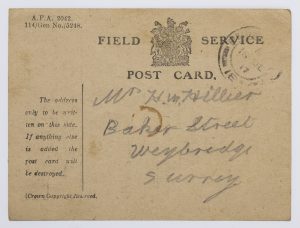 A.F.A. 2042.
114/Gen.No./5248.
FIELD SERVICE
POST CARD.
The address
only to be writ-
ten on this side.
If anything else
is added the
post card will
be destroyed.
(Crown Copyright Reserved.
Mr H.W. Hillier
Baker Street
Weybridge
Surrey